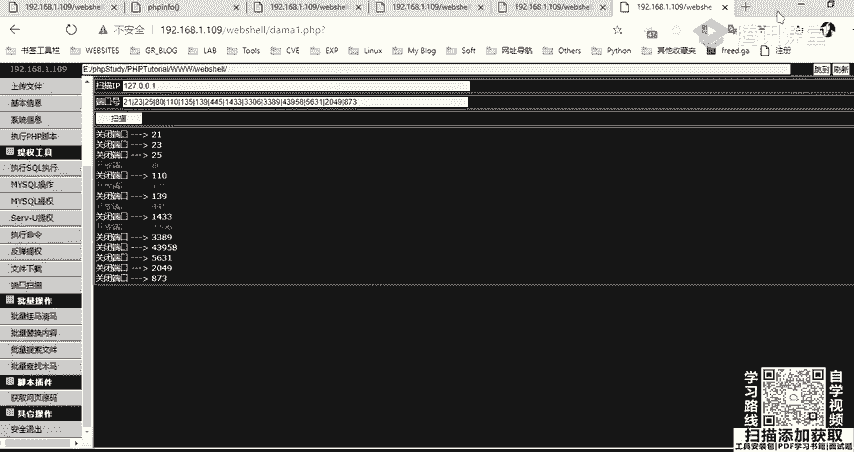 192.168.1.109/webshell
phpinfo()
192.168.1.109/webshell
192.168.1.109/webshell
192.168.1.109/webshell
192.168.1.109/webshell
不安全
192.168.1.109/webshell/dama1.php?
腾讯课堂
书签工具栏 WEBSITES GR_BLOG LAB Tools CVE EXP Linux My Blog Soft 网址导航 Others Python 其他收藏夹 freed.ga 注册
192.168.1.109 E:/phpStudy/PHPTutorial/WWW/webshell/ 跳到 刷新
上传文件
基本信息
系统信息
执行PHP脚本
提权工具
执行SQL执行
MYSQL操作
MYSQL提权
Serv-U提权
执行命令
反弹提权
文件下载
端口扫描
批量操作
批量挂马清马
批量替换内容
批量搜索文件
批量查找木马
脚本插件
获取网页源码
其它操作
安全退出
扫描IP 127.0.0.1
端口号 21|23|25|80|110|135|139|445|1433|3306|3389|43958|5631|2049|873
扫描
关闭端口 ---> 21
关闭端口 ---> 23
关闭端口 ---> 25
关闭端口 ---> 110
关闭端口 ---> 139
关闭端口 ---> 1433
关闭端口 ---> 3389
关闭端口 ---> 43958
关闭端口 ---> 5631
关闭端口 ---> 2049
关闭端口 ---> 873
学习路线
自学视频
扫描添加获取
工具安装包|PDF学习书籍|面试题